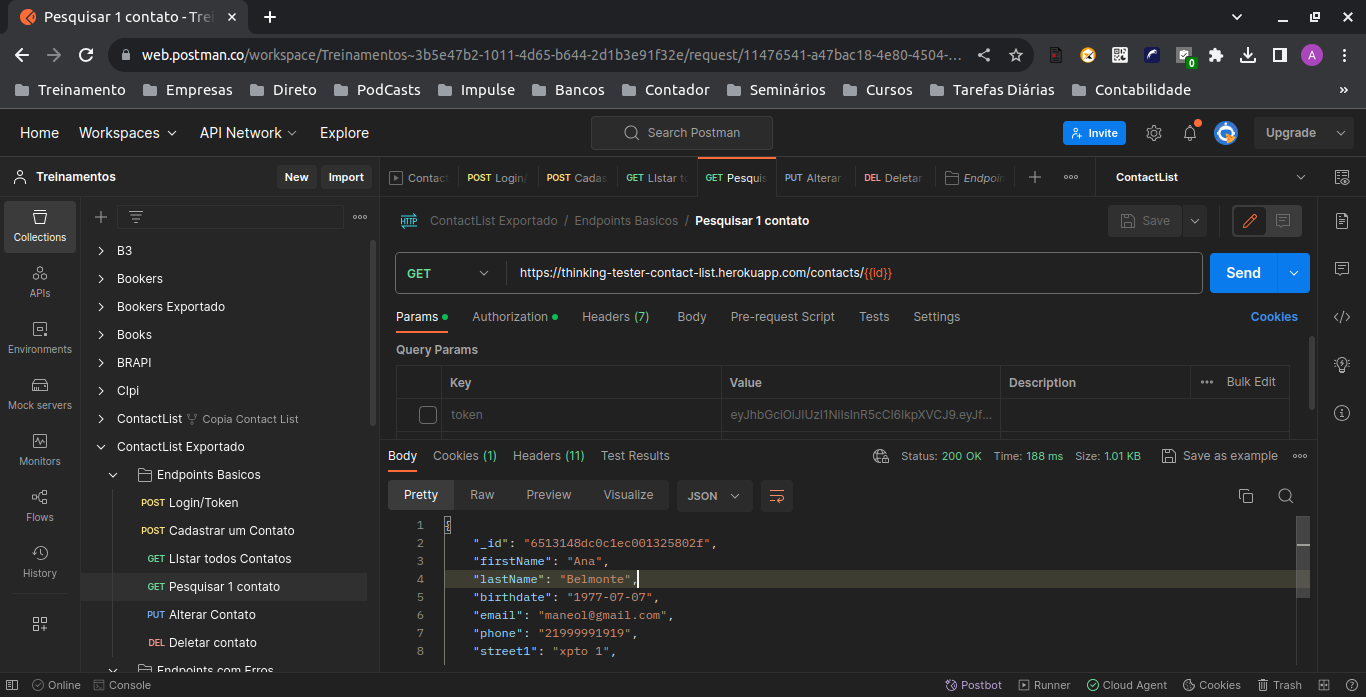 Pesquisar 1 contato - Tre
web.postman.co/workspace/Treinamentos~3b5e47b2-1011-4d65-b644-2d1b3e91f32e/request/11476541-a47bac18-4e80-4504-...
0
A
Treinamento Empresas Direto PodCasts Impulse Bancos Contador Seminários Cursos Tarefas Diárias Contabilidade »
Home Workspaces API Network Explore
Search Postman
Invite
Upgrade
Treinamentos
New Import
Contac POST Login/ POST Cadas GET LIstar t GET Pesquis PUT Alterar DEL Deletar Endpoin
ContactList
Collections
APIs
Environments
Mock servers
Monitors
Flows
History
B3
Bookers
Bookers Exportado
Books
BRAPI
CIpi
ContactList Copia Contact List
ContactList Exportado
Endpoints Basicos
POST Login/Token
POST Cadastrar um Contato
GET LIstar todos Contatos
GET Pesquisar 1 contato
PUT Alterar Contato
DEL Deletar contato
Endpoints com Erros
HTTP ContactList Exportado / Endpoints Basicos / Pesquisar 1 contato
Save
GET https://thinking-tester-contact-list.herokuapp.com/contacts/{{id}}
Send
Params Authorization Headers (7) Body Pre-request Script Tests Settings
Cookies
Query Params
Key Value Description Bulk Edit
token eyJhbGciOiJIUzI1NiIsInR5cCI6IkpXVCJ9.eyJf...
Body Cookies (1) Headers (11) Test Results
Status: 200 OK Time: 188 ms Size: 1.01 KB Save as example
Pretty Raw Preview Visualize JSON
1 {
2 "_id": "6513148dc0c1ec001325802f",
3 "firstName": "Ana",
4 "lastName": "Belmonte",
5 "birthdate": "1977-07-07",
6 "email": "maneol@gmail.com",
7 "phone": "21999991919",
8 "street1": "xpto 1",
Online Console
Postbot Runner Cloud Agent Cookies Trash